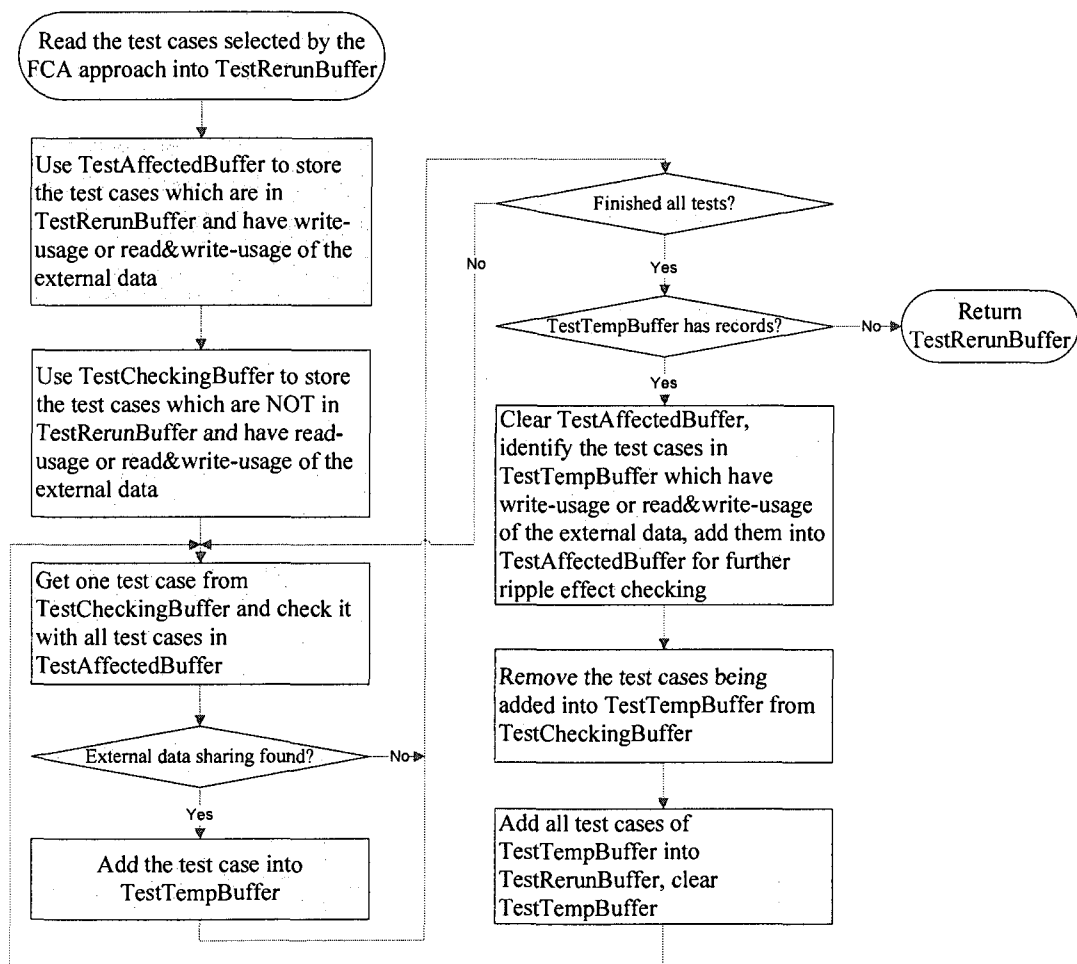 Read the test cases selected by the
FCA approach into TestRerunBuffer
Use TestAffectedBuffer to store
the test cases which are in
TestRerunBuffer and have write-
usage or read&write-usage of the
external data
Use TestCheckingBuffer to store
the test cases which are NOT in
TestRerunBuffer and have read-
usage or read&write-usage of the
external data
Get one test case from
TestCheckingBuffer and check it
with all test cases in
TestAffectedBuffer
External data sharing found?
No
Yes
Add the test case into
TestTempBuffer
Finished all tests?
No
Yes
TestTempBuffer has records?
No
Return
TestRerunBuffer
Yes
Clear TestAffectedBuffer,
identify the test cases in
TestTempBuffer which have
write-usage or read&write-usage
of the external data, add them into
TestAffectedBuffer for further
ripple effect checking
Remove the test cases being
added into TestTempBuffer from
TestCheckingBuffer
Add all test cases of
TestTempBuffer into
TestRerunBuffer, clear
TestTempBuffer